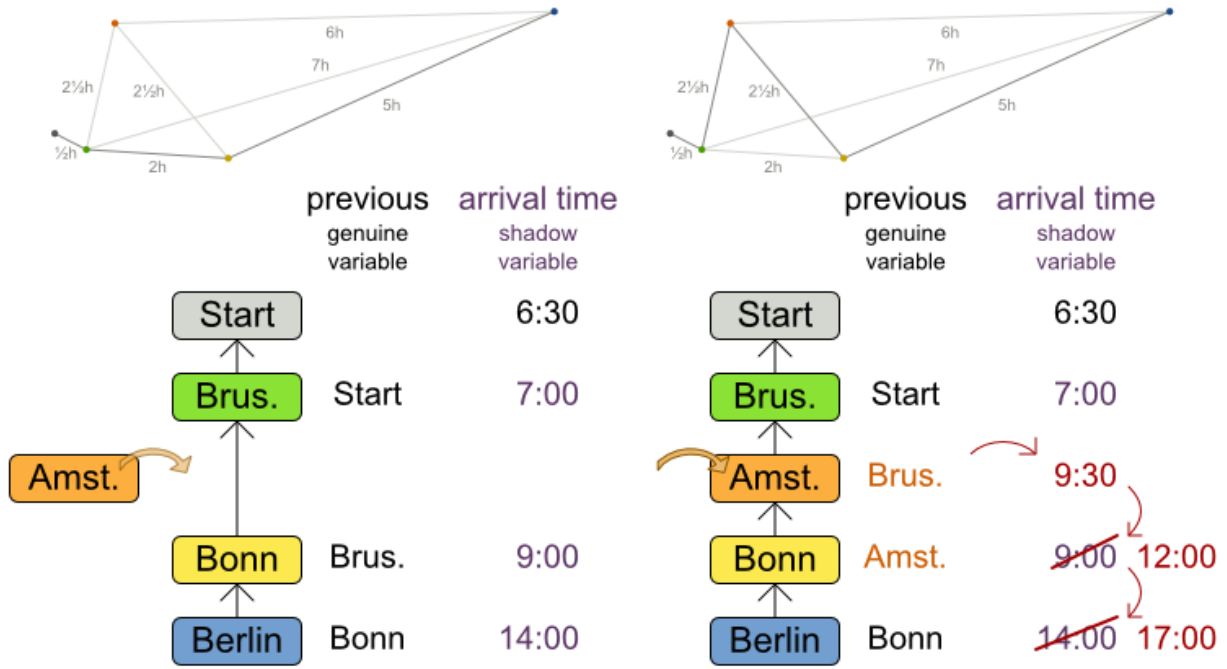 6h
7h
2½h
2½h
5h
½h
2h
previous arrival time
genuine shadow
variable variable
Start 6:30
Brus. Start 7:00
Amst.
Bonn Brus. 9:00
Berlin Bonn 14:00
6h
7h
2½h
2½h
5h
½h
2h
previous arrival time
genuine shadow
variable variable
Start 6:30
Brus. Start 7:00
Amst. Brus. 9:30
Bonn Amst. 9:00 12:00
Berlin Bonn 14:00 17:00